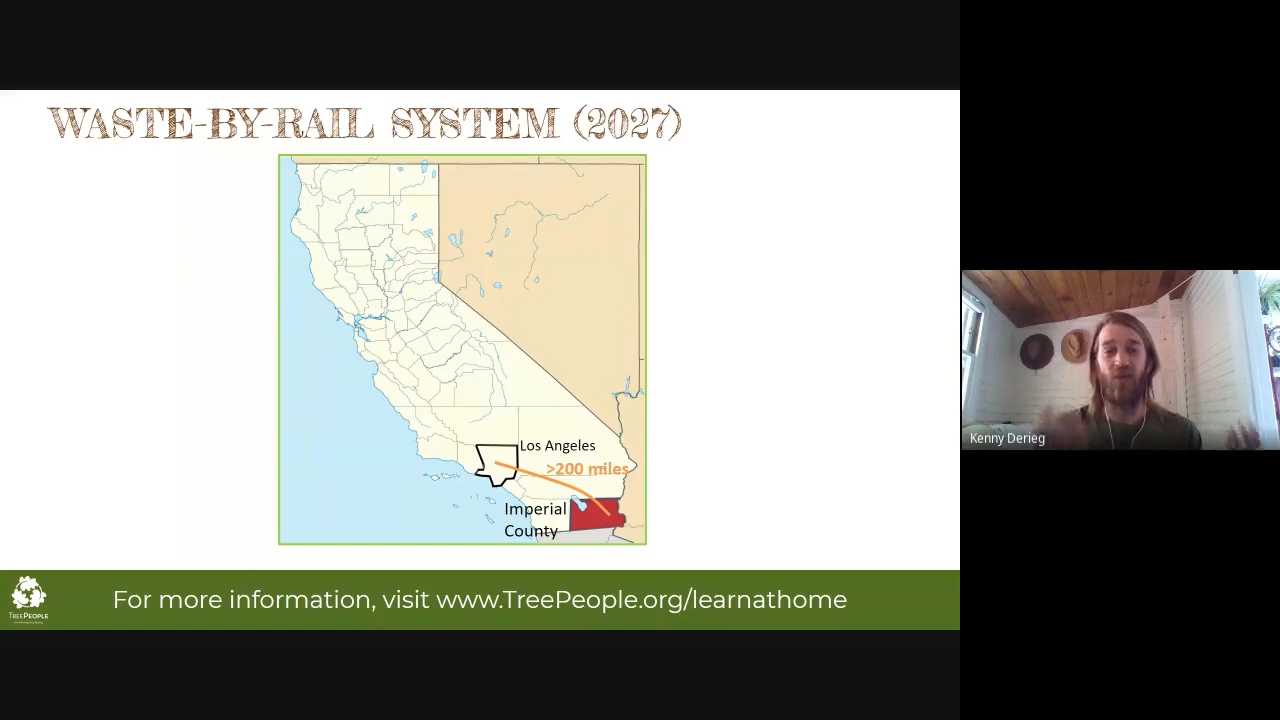 WASTE-BY-RAIL SYSTEM (2027)
Los Angeles
>200 miles
Imperial
County
Kenny Derieg
TREEPEOPLE
For more information, visit www.TreePeople.org/learnathome